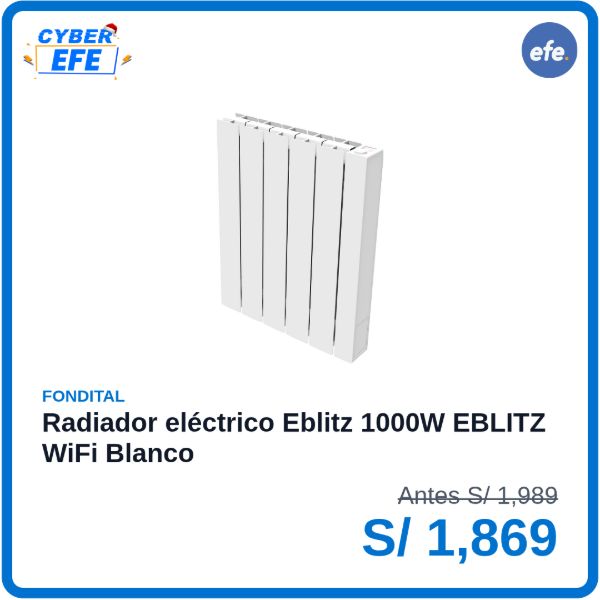 CYBER
EFE
efe.
FONDITAL
Radiador eléctrico Eblitz 1000W EBLITZ
WiFi Blanco
Antes S/ 1,989
S/ 1,869